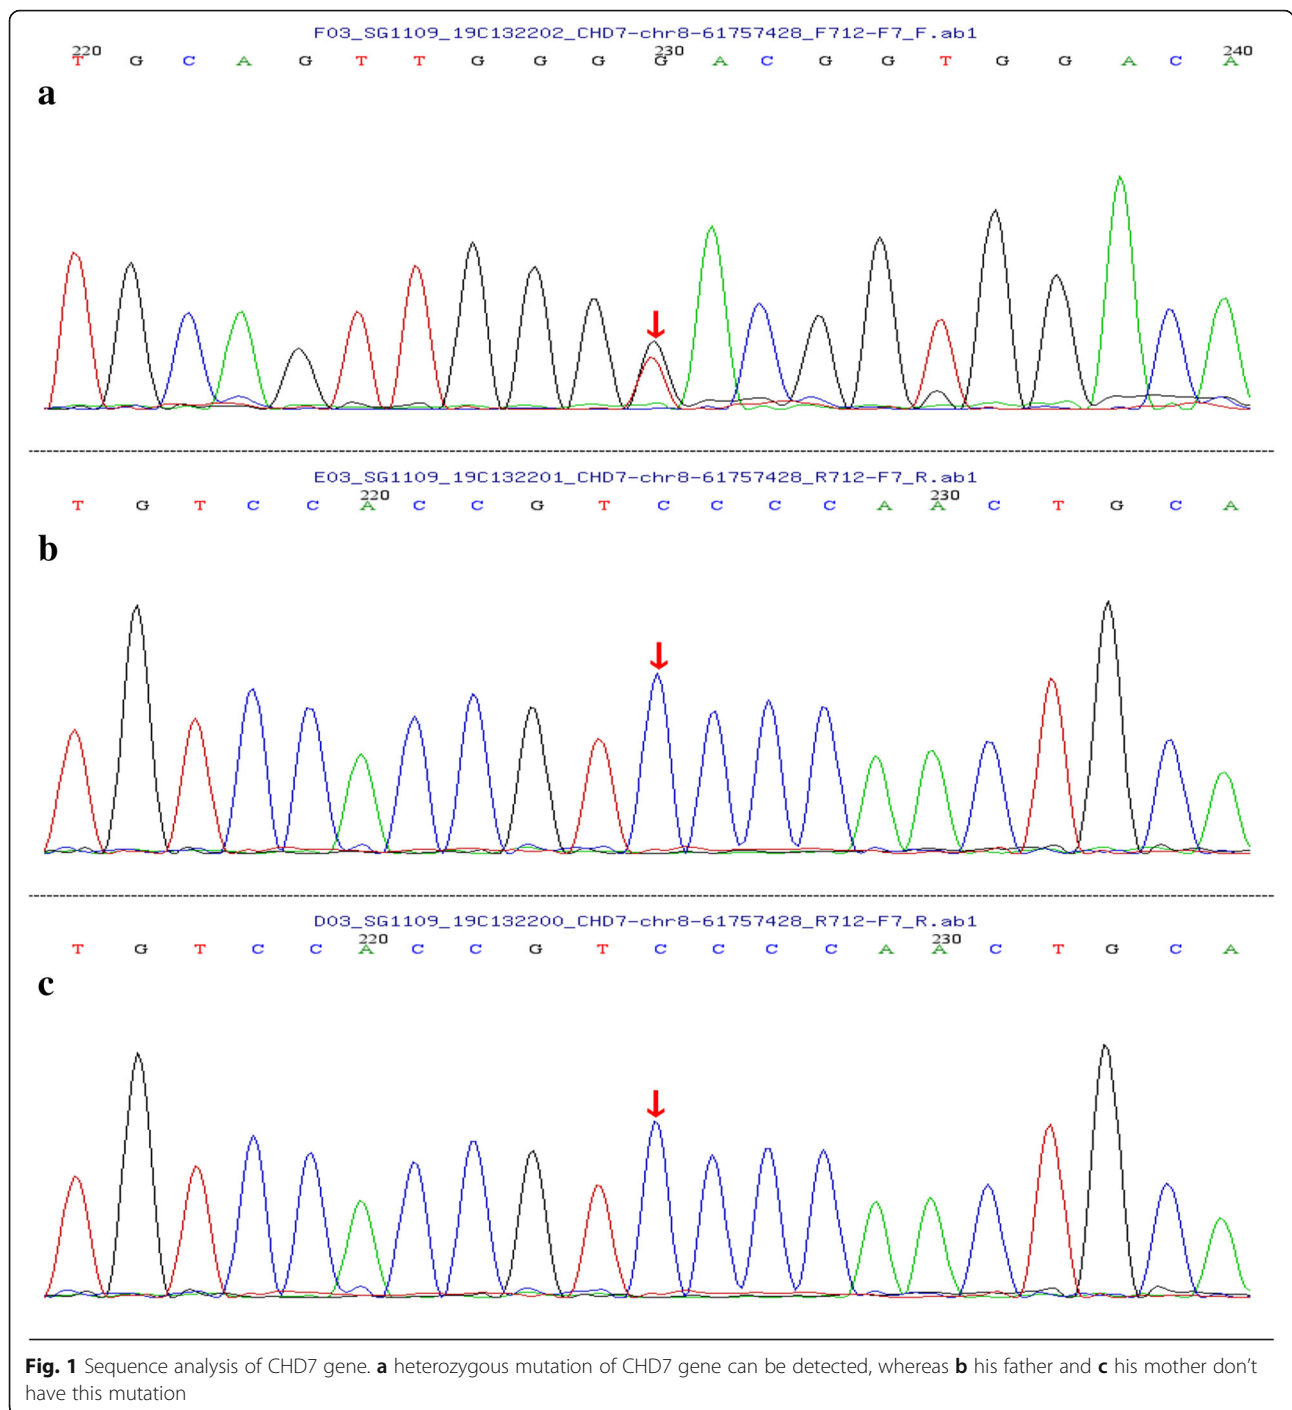 F03_SG1109_19C132202_CHD7-chr8-61757428_F712-F7_F.ab1
220 230 240
T G C A G T T G G G G A C G G T G G A C A
a
E03_SG1109_19C132201_CHD7-chr8-61757428_R712-F7_R.ab1
220 230
T G T C C A C C G T C C C C A A C T G C A
b
D03_SG1109_19C132200_CHD7-chr8-61757428_R712-F7_R.ab1
220 230
T G T C C A C C G T C C C C A A C T G C A
c
Fig. 1 Sequence analysis of CHD7 gene. a heterozygous mutation of CHD7 gene can be detected, whereas b his father and c his mother don't
have this mutation